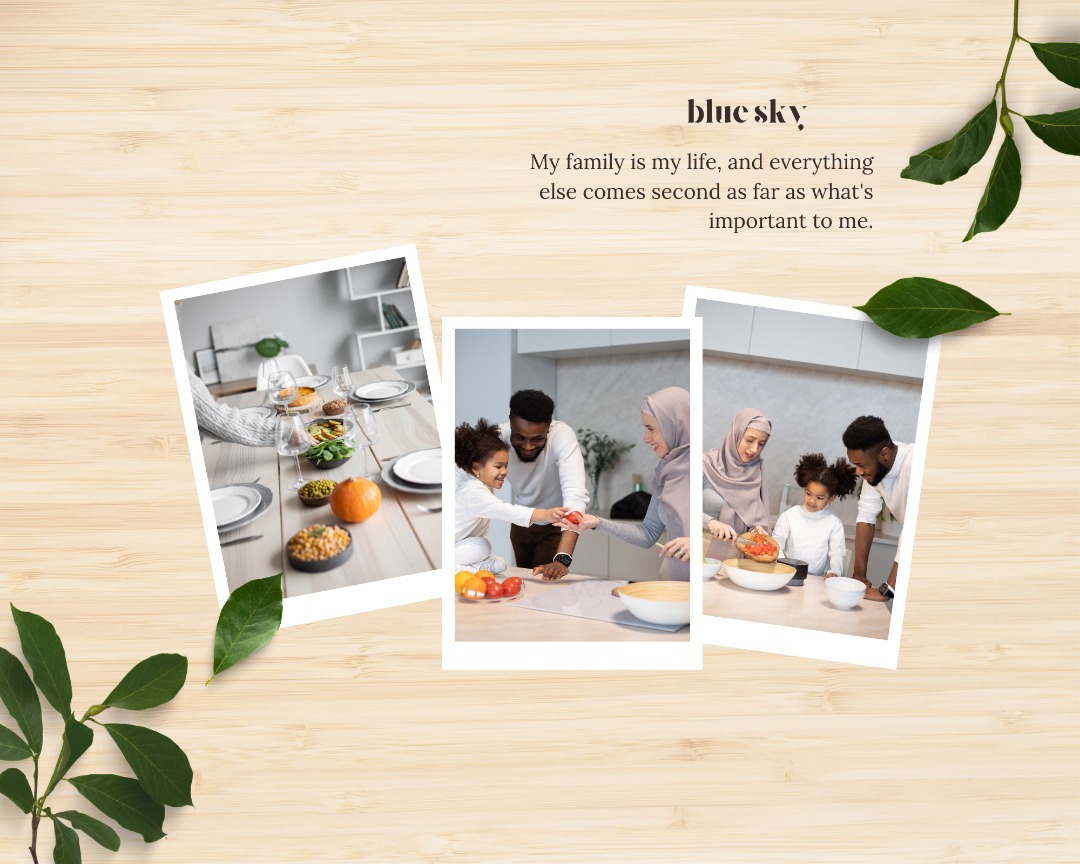 blue sky
My family is my life, and everything
else comes second as far as what's
important to me.